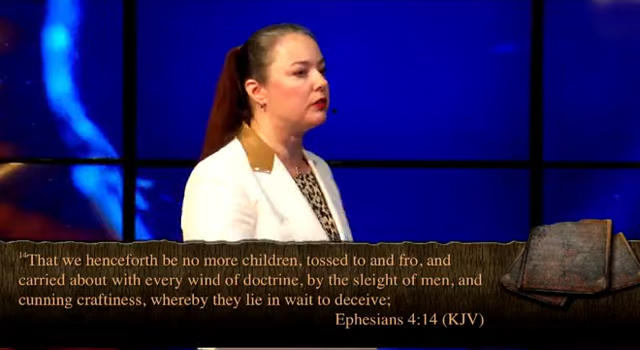 14That we henceforth be no more children, tossed to and fro, and
carried about with every wind of doctrine, by the sleight of men, and
cunning craftiness, whereby they lie in wait to deceive;
Ephesians 4:14 (KJV)